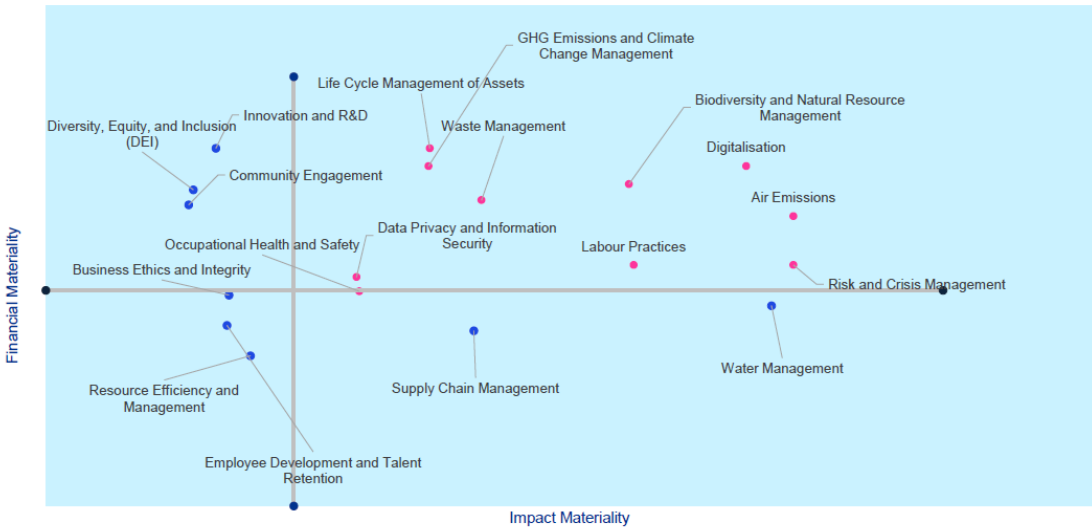 GHG Emissions and Climate
Change Management
Life Cycle Management of Assets
Biodiversity and Natural Resource
Management
Innovation and R&D
Diversity, Equity, and Inclusion
(DEI)
Waste Management
Digitalisation
Community Engagement
Air Emissions
Data Privacy and Information
Security
Occupational Health and Safety
Labour Practices
Business Ethics and Integrity
Risk and Crisis Management
Financial Materiality
Water Management
Resource Efficiency and
Management
Supply Chain Management
Employee Development and Talent
Retention
Impact Materiality